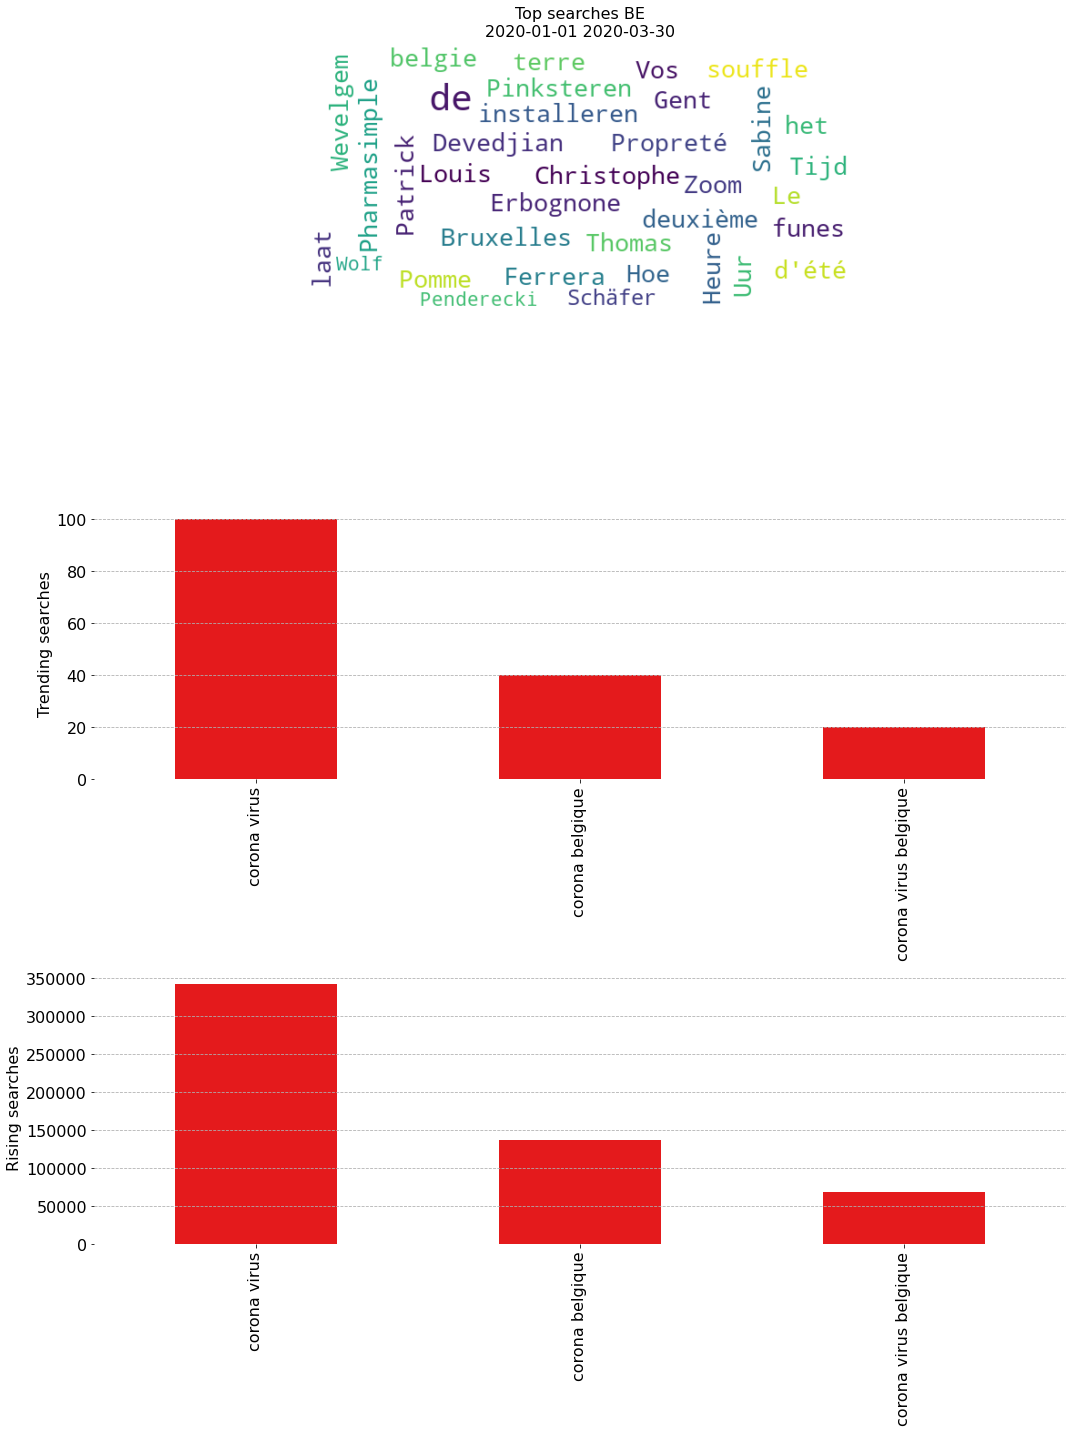 Top searches BE
2020-01-01 2020-03-30
belgie terre Vos souffle
Wevelgem Pharmasimple de Pinksteren Gent Sabine het
installeren
Patrick Devedjian Propreté Tijd
Louis Christophe Zoom Le
Erbognone deuxième funes
laat Bruxelles Thomas Heure Uur
Wolf Pomme Ferrera Hoe d'été
Penderecki Schäfer
Trending searches
100
80
60
40
20
0
corona virus
corona belgique
corona virus belgique
Rising searches
350000
300000
250000
200000
150000
100000
50000
0
corona virus
corona belgique
corona virus belgique